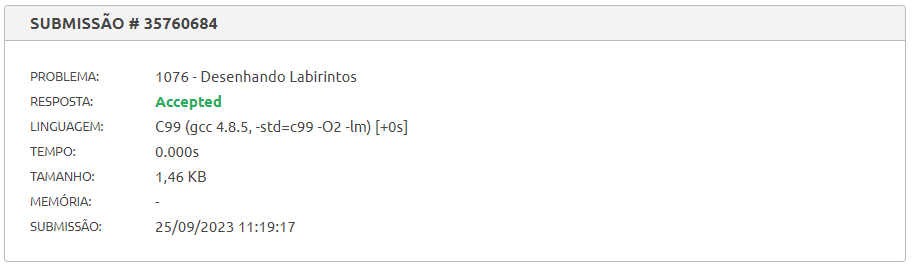 SUBMISSÃO # 35760684
PROBLEMA: 1076 - Desenhando Labirintos
RESPOSTA: Accepted
LINGUAGEM: C99 (gcc 4.8.5, -std=c99 -O2 -lm) [+0s]
TEMPO: 0.000s
TAMANHO: 1,46 KB
MEMÓRIA: -
SUBMISSÃO: 25/09/2023 11:19:17